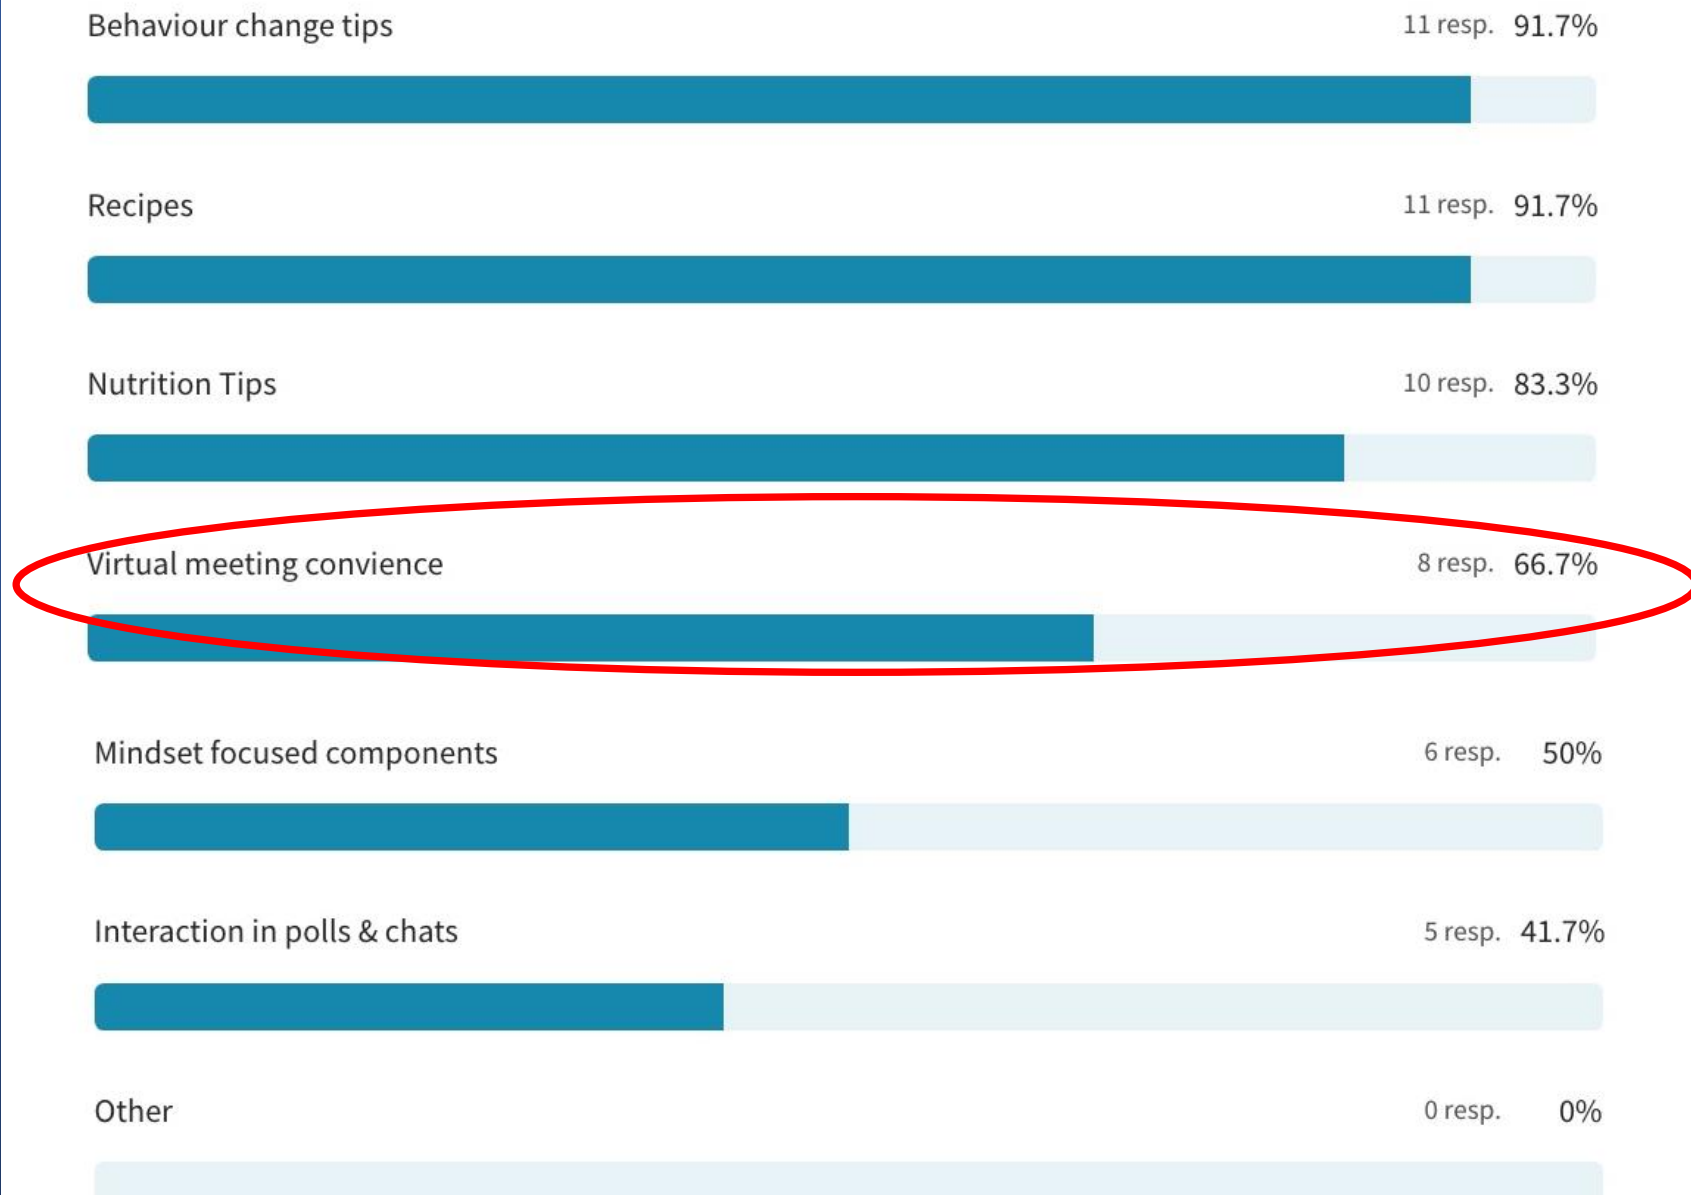 Behaviour change tips 11 resp. 91.7%
Recipes 11 resp. 91.7%
Nutrition Tips 10 resp. 83.3%
Virtual meeting convience 8 resp. 66.7%
Mindset focused components 6 resp. 50%
Interaction in polls & chats 5 resp. 41.7%
Other 0 resp. 0%